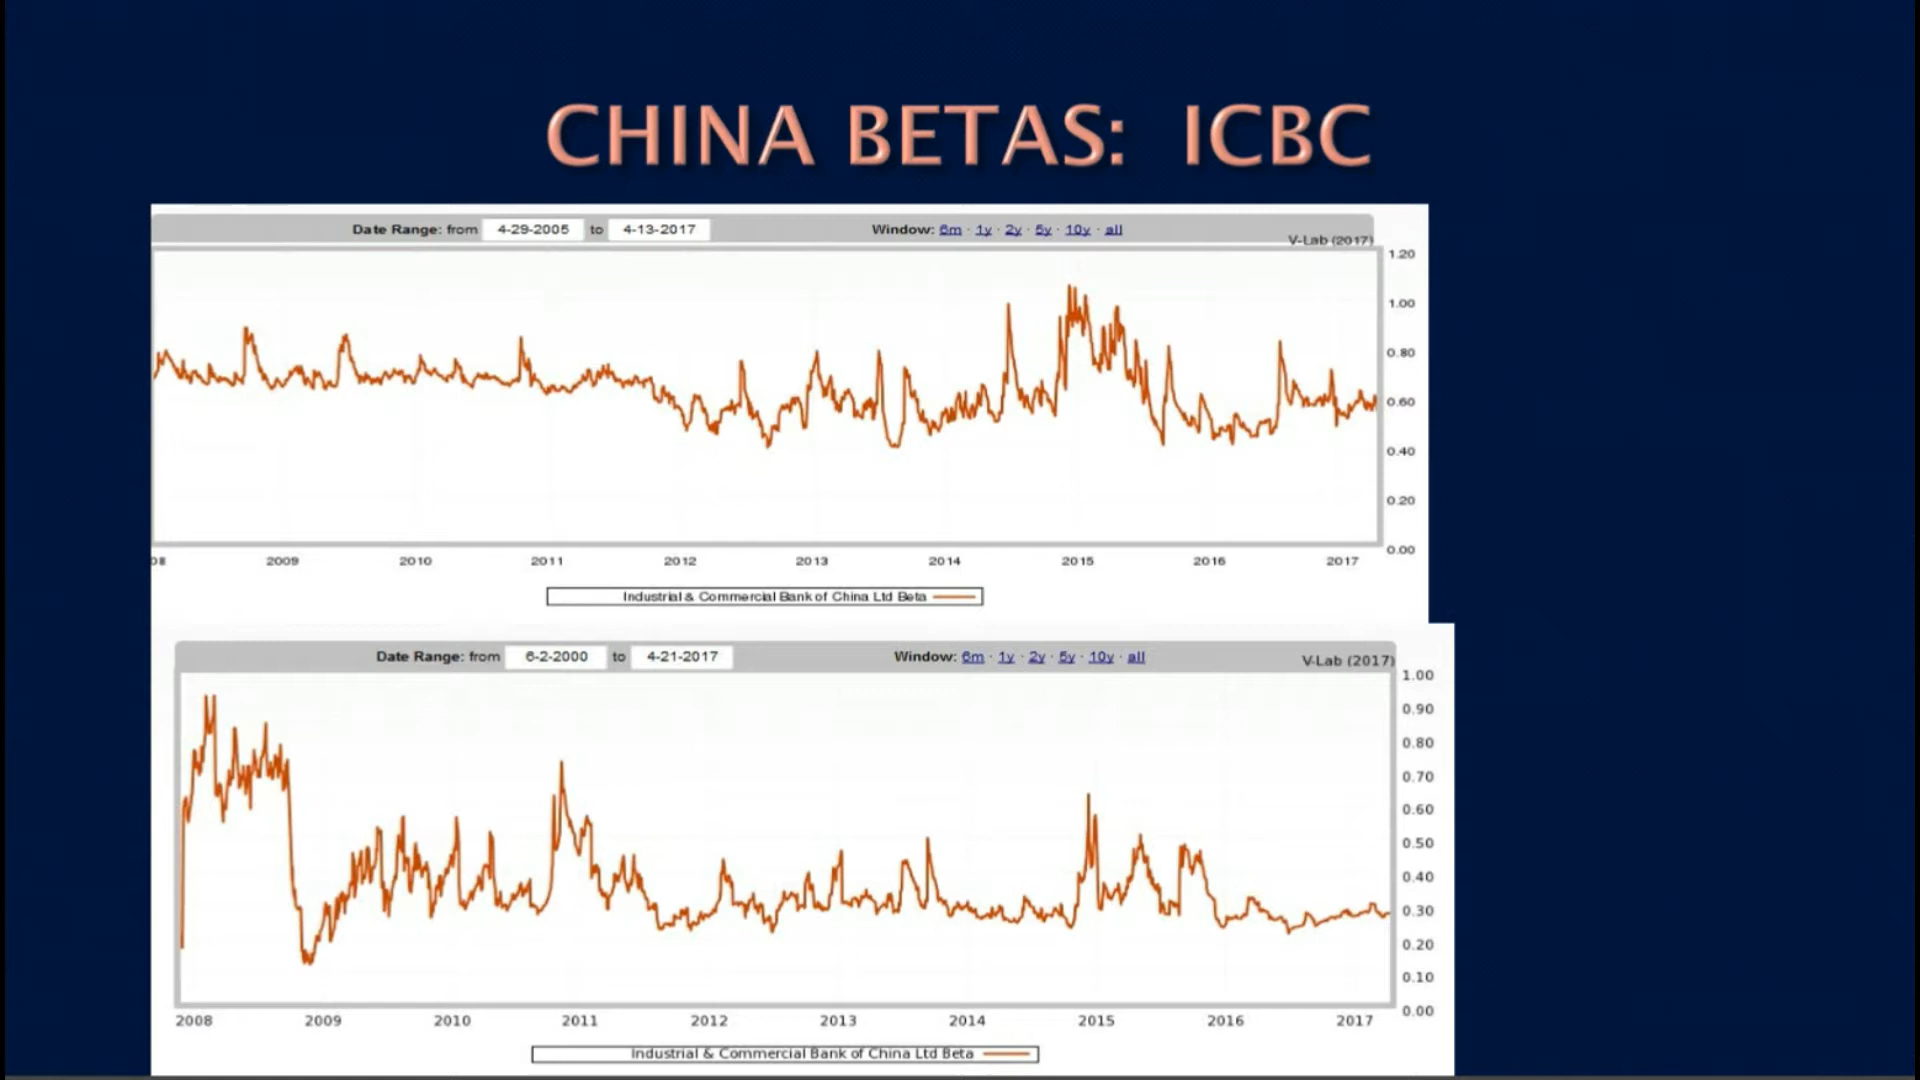 CHINA BETAS: ICBC
Date Range: from 4-29-2005 to 4-13-2017 Window: 6m · 1y · 2y · 5y · 10y · all
V-Lab (2017)
1.20
1.00
0.80
0.60
0.40
0.20
0.00
08 2009 2010 2011 2012 2013 2014 2015 2016 2017
Industrial & Commercial Bank of China Ltd Beta
Date Range: from 6-2-2000 to 4-21-2017 Window: 6m · 1y · 2y · 5y · 10y · all
V-Lab (2017)
1.00
0.90
0.80
0.70
0.60
0.50
0.40
0.30
0.20
0.10
0.00
2008 2009 2010 2011 2012 2013 2014 2015 2016 2017
Industrial & Commercial Bank of China Ltd Beta